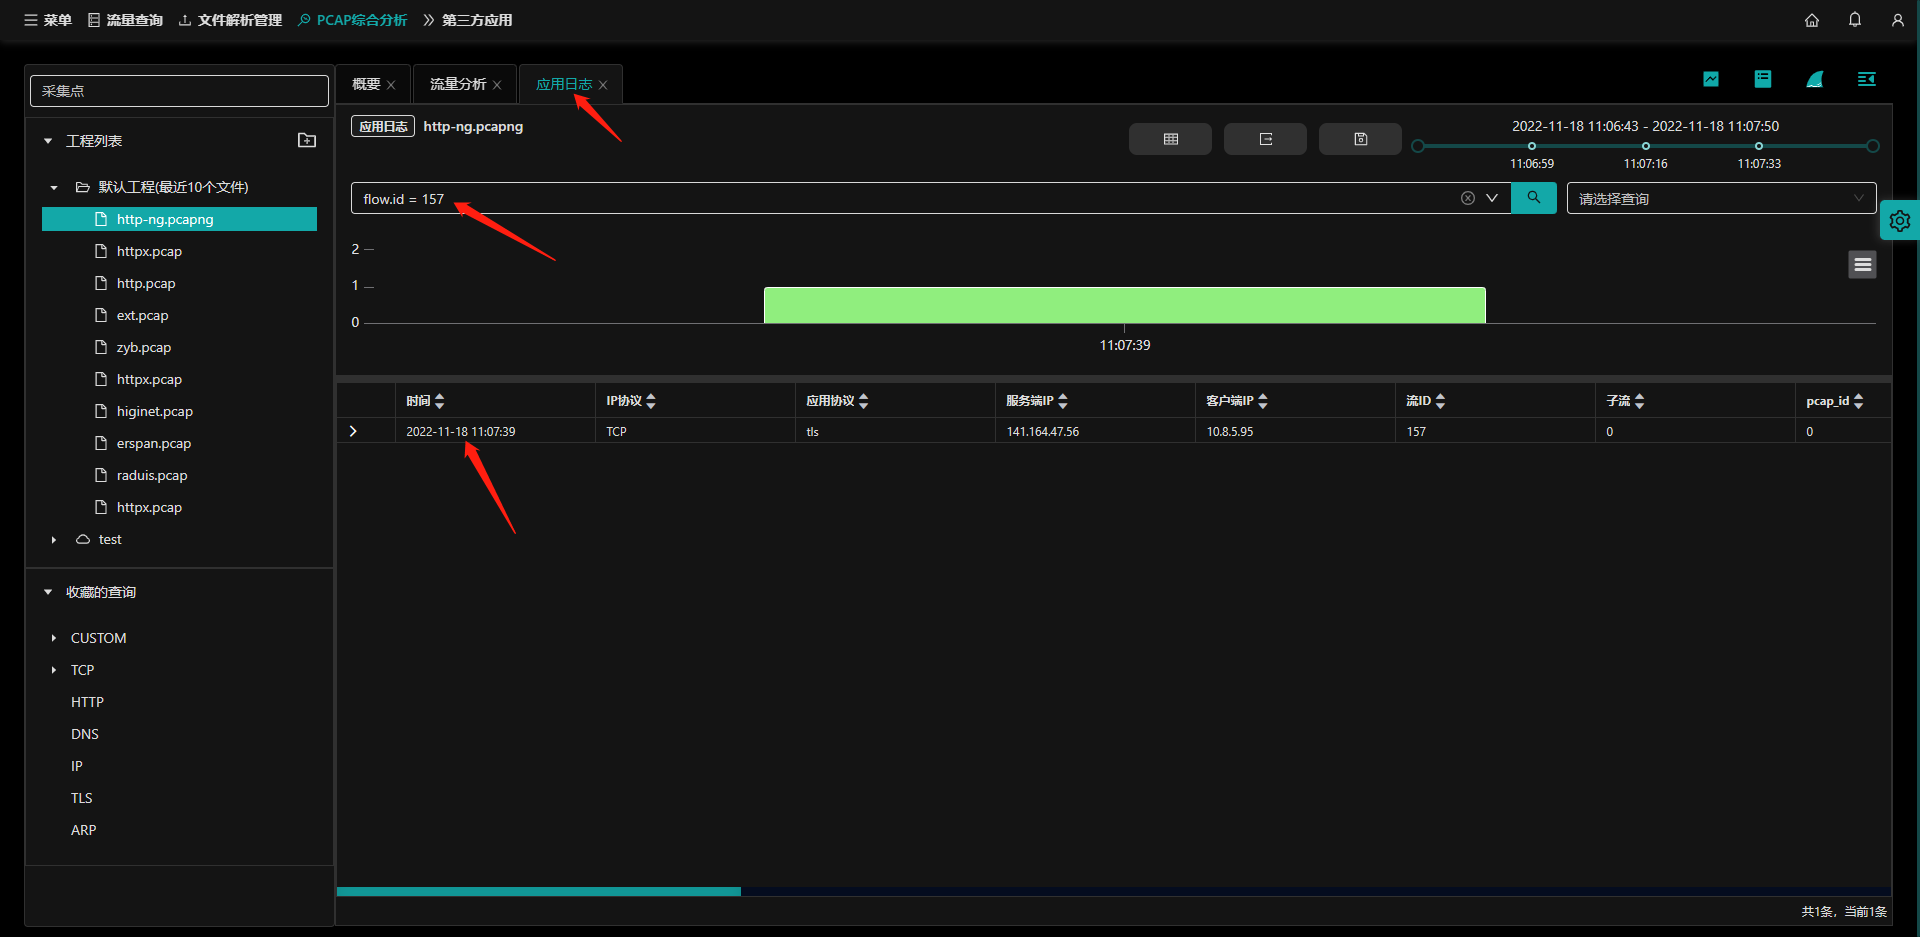 菜单 流量查询 文件解析管理 PCAP综合分析 第三方应用
采集点
工程列表
默认工程(最近10个文件)
http-ng.pcapng
httpx.pcap
http.pcap
ext.pcap
zyb.pcap
httpx.pcap
higinet.pcap
erspan.pcap
raduis.pcap
httpx.pcap
test
收藏的查询
CUSTOM
TCP
HTTP
DNS
IP
TLS
ARP
概要 流量分析 应用日志
应用日志 http-ng.pcapng
2022-11-18 11:06:43 - 2022-11-18 11:07:50
11:06:59 11:07:16 11:07:33
flow.id = 157
请选择查询
2
1
0
11:07:39
时间 IP协议 应用协议 服务端IP 客户端IP 流ID 子流 pcap_id
2022-11-18 11:07:39 TCP tls 141.164.47.56 10.8.5.95 157 0 0
共1条，当前1条